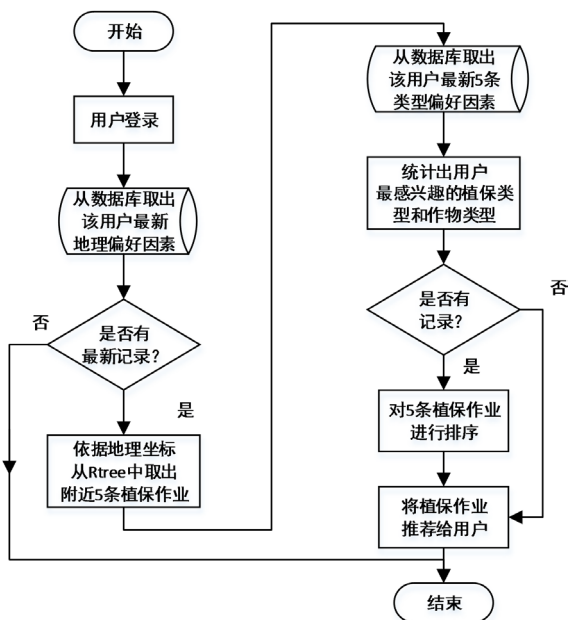 开始
用户登录
从数据库取出
该用户最新
地理偏好因素
是否有
最新记录？
否
是
依据地理坐标
从Rtree中取出
附近5条植保作业
从数据库取出
该用户最新5条
类型偏好因素
统计出用户
最感兴趣的植保类
型和作物类型
是否有
记录？
否
是
对5条植保作业
进行排序
将植保作业
推荐给用户
结束